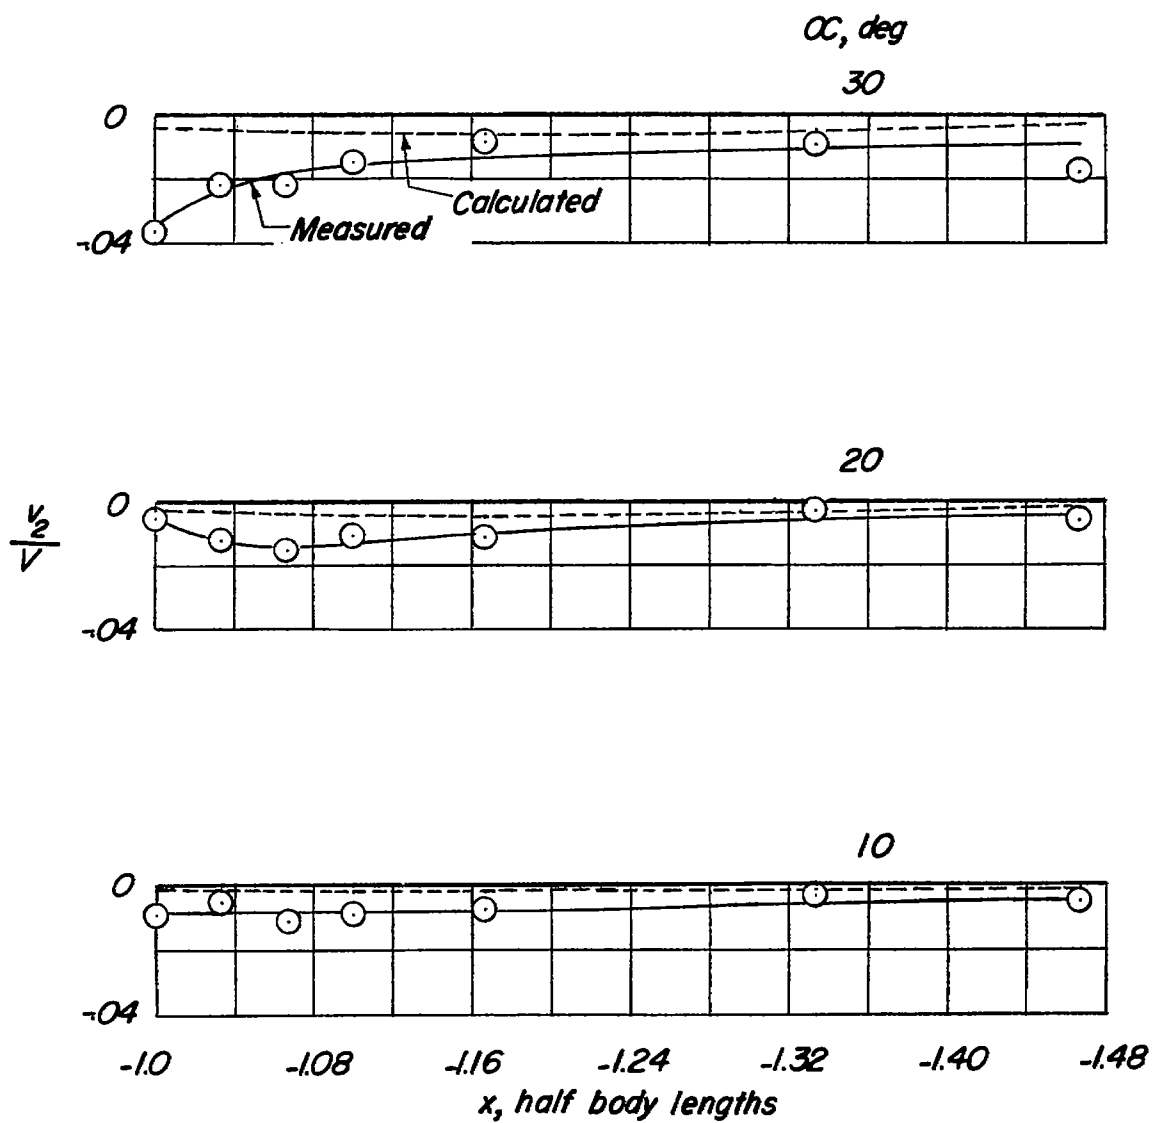 α, deg
30
0
Calculated
Measured
-.04
20
0
v2/V
-.04
10
0
-.04
-1.0 -1.08 -1.16 -1.24 -1.32 -1.40 -1.48
x, half body lengths